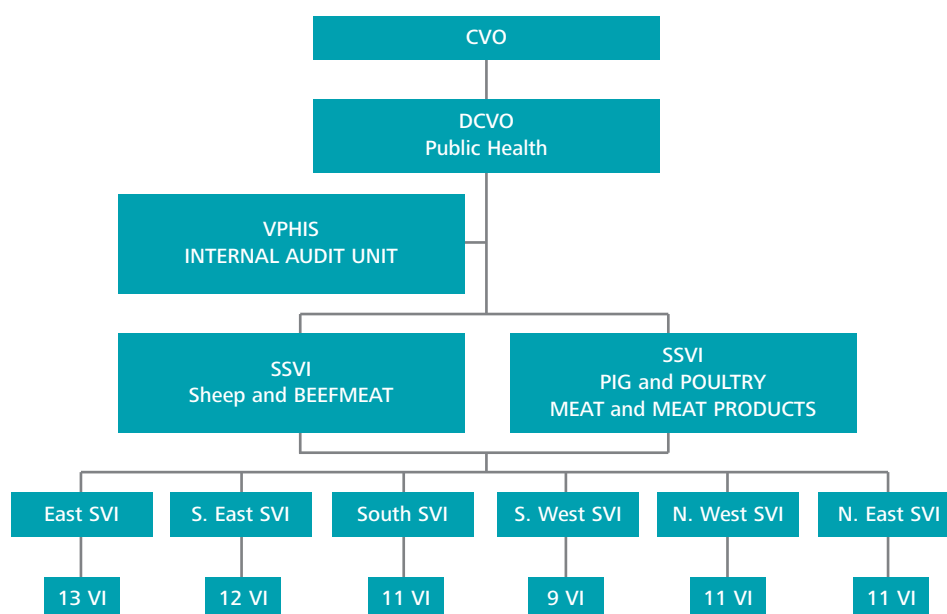 CVO
DCVO
Public Health
VPHIS
INTERNAL AUDIT UNIT
SSVI
Sheep and BEEFMEAT
SSVI
PIG and POULTRY
MEAT and MEAT PRODUCTS
East SVI
S. East SVI
South SVI
S. West SVI
N. West SVI
N. East SVI
13 VI
12 VI
11 VI
9 VI
11 VI
11 VI